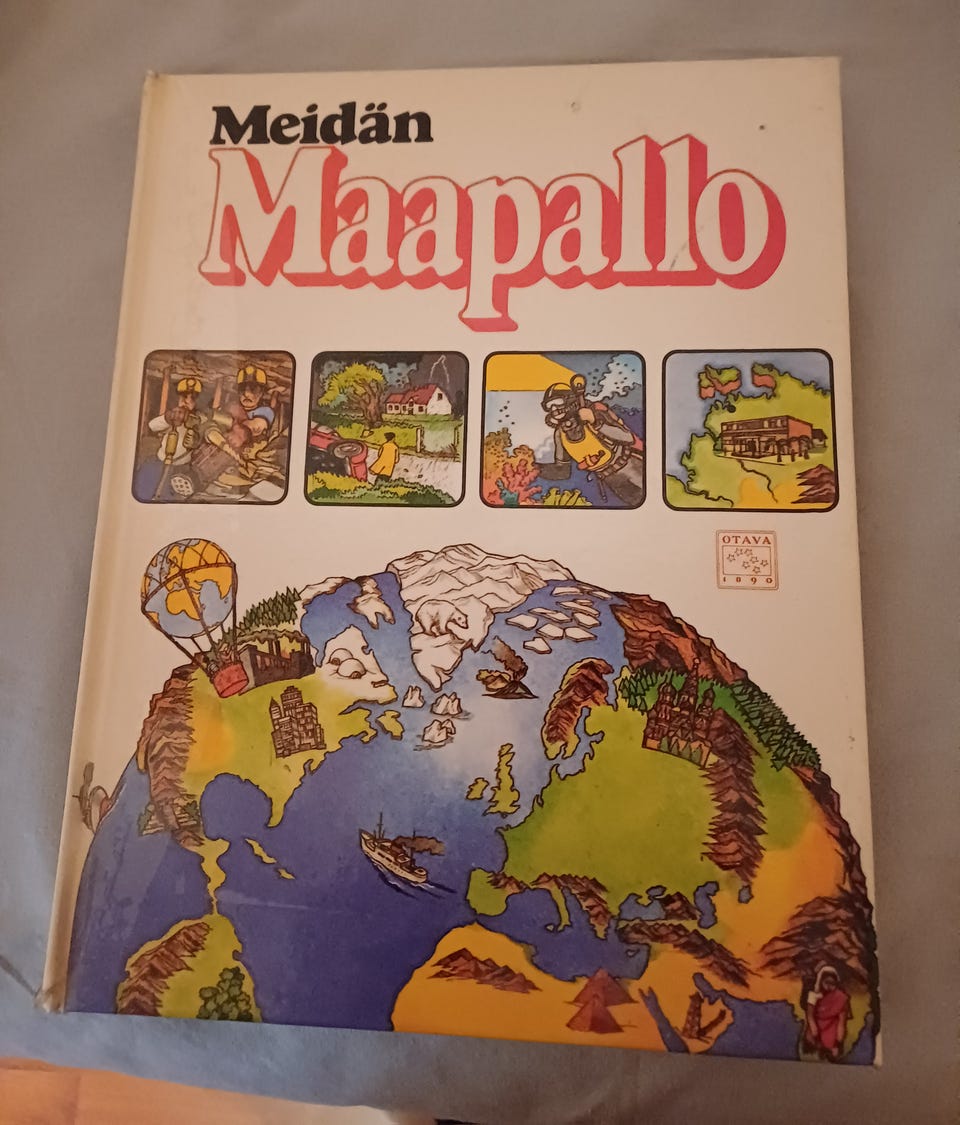 Meidän
Maapallo
OTAVA
1890